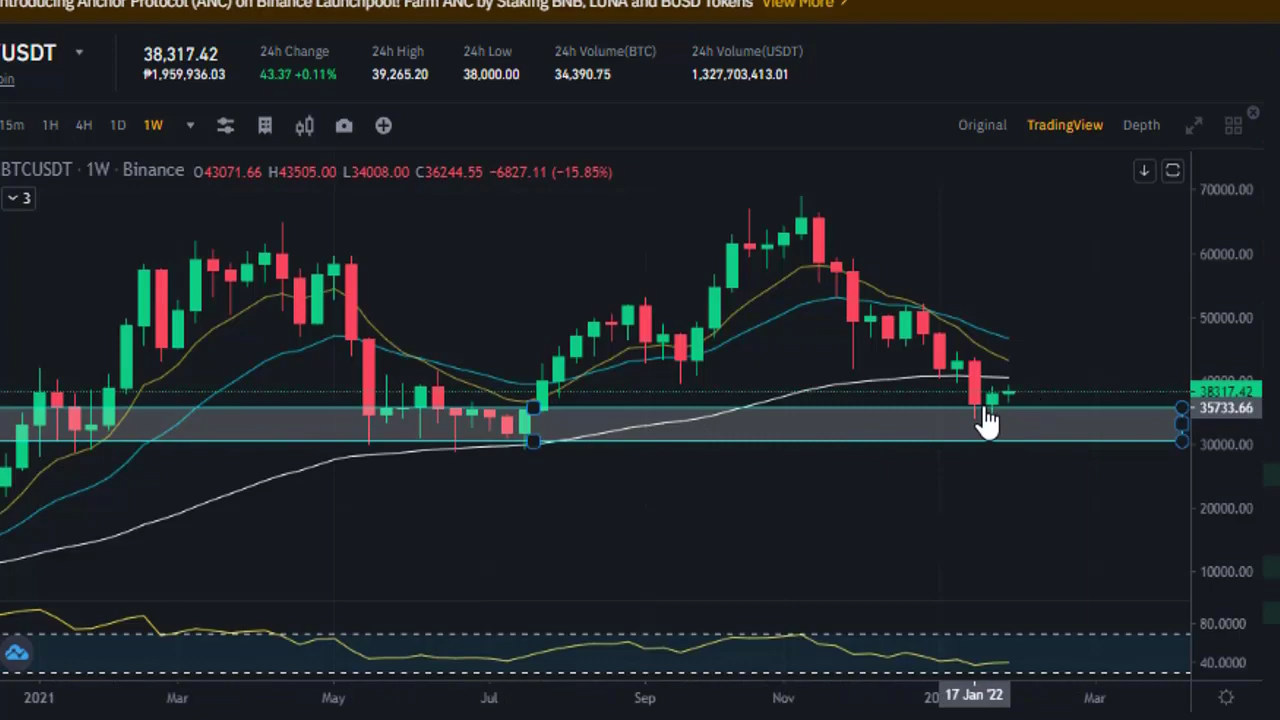 ntroducing Anchor Protocol (ANC) on Binance Launchpool! Farm ANC by Staking BNB, LUNA and BUSD Tokens View More
USDT 38,317.42 24h Change 24h High 24h Low 24h Volume(BTC) 24h Volume(USDT)
oin ₱1,959,936.03 43.37 +0.11% 39,265.20 38,000.00 34,390.75 1,327,703,413.01
15m 1H 4H 1D 1W Original TradingView Depth
BTCUSDT · 1W · Binance O43071.66 H43505.00 L34008.00 C36244.55 −6827.11 (−15.85%)
3
70000.00
60000.00
50000.00
38317.42
35733.66
30000.00
20000.00
10000.00
80.0000
40.0000
2021 Mar May Jul Sep Nov 20 17 Jan '22 Mar